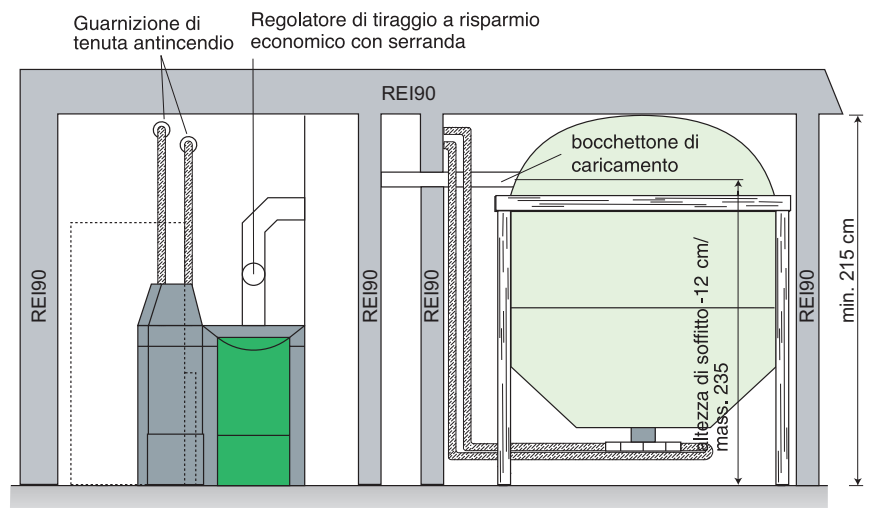 Guarnizione di
tenuta antincendio
Regolatore di tiraggio a risparmio
economico con serranda
REI90
bocchettone di
caricamento
REI90
REI90
REI90
REI90
altezza di soffitto -12 cm/
mass. 235
min. 215 cm